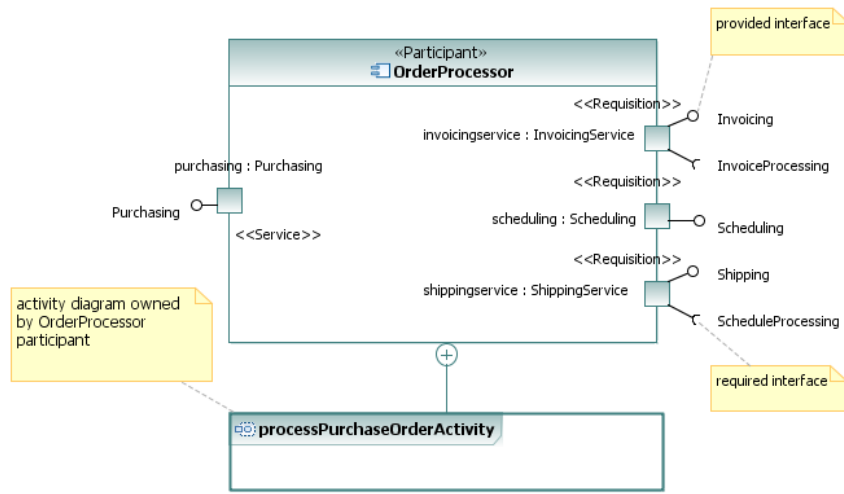 provided interface
«Participant»
OrderProcessor
<<Requisition>>
Invoicing
invoicingservice : InvoicingService
InvoiceProcessing
purchasing : Purchasing
<<Requisition>>
Purchasing
scheduling : Scheduling
Scheduling
<<Service>>
<<Requisition>>
Shipping
shippingservice : ShippingService
activity diagram owned
by OrderProcessor
participant
ScheduleProcessing
required interface
processPurchaseOrderActivity